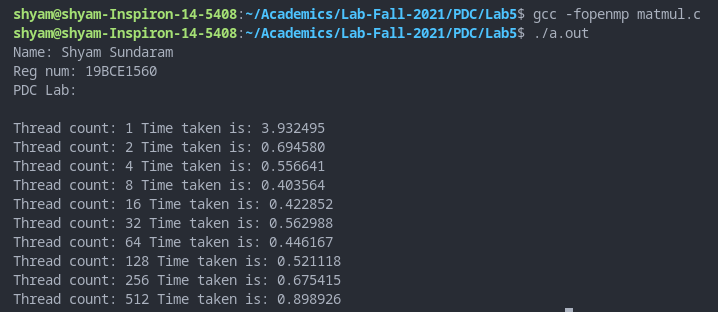 shyam@shyam-Inspiron-14-5408:~/Academics/Lab-Fall-2021/PDC/Lab5$ gcc -fopenmp matmul.c
shyam@shyam-Inspiron-14-5408:~/Academics/Lab-Fall-2021/PDC/Lab5$ ./a.out
Name: Shyam Sundaram
Reg num: 19BCE1560
PDC Lab:

Thread count: 1 Time taken is: 3.932495
Thread count: 2 Time taken is: 0.694580
Thread count: 4 Time taken is: 0.556641
Thread count: 8 Time taken is: 0.403564
Thread count: 16 Time taken is: 0.422852
Thread count: 32 Time taken is: 0.562988
Thread count: 64 Time taken is: 0.446167
Thread count: 128 Time taken is: 0.521118
Thread count: 256 Time taken is: 0.675415
Thread count: 512 Time taken is: 0.898926